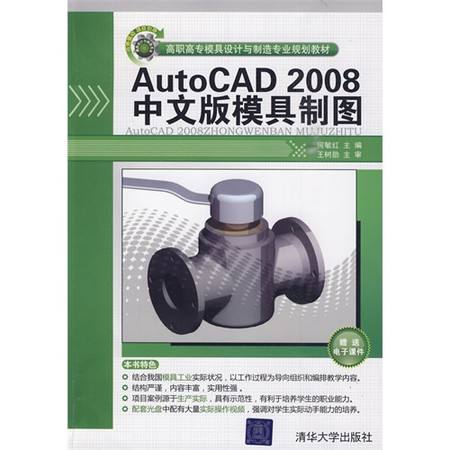 高职高专模具设计与制造专业规划教材
AutoCAD 2008
中文版模具制图
AutoCAD 2008ZHONGWENBAN MUJUZHITU
何敏红 主 编
王树勋 主 审
赠 送
电子课件
本书特色
结合我国模具工业实际状况，以工作过程为导向组织和编排教学内容。
结构严谨，内容丰富，实用性强。
项目案例源于生产实际，具有示范性，有利于培养学生的职业能力。
配套光盘中配有大量实际操作视频，强调对学生实际动手能力的培养。
清华大学出版社